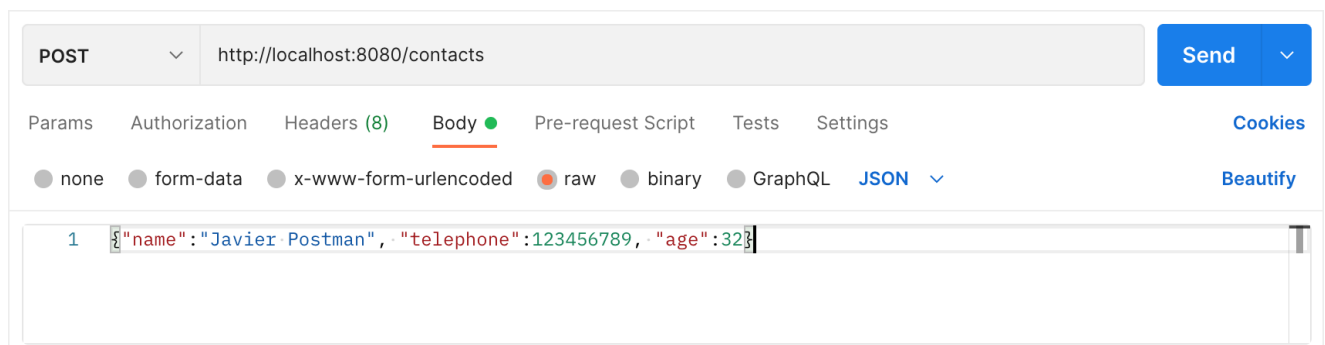 POST http://localhost:8080/contacts Send
Params Authorization Headers (8) Body Pre-request Script Tests Settings Cookies
none form-data x-www-form-urlencoded raw binary GraphQL JSON Beautify
1 {"name":"Javier Postman", "telephone":123456789, "age":32}